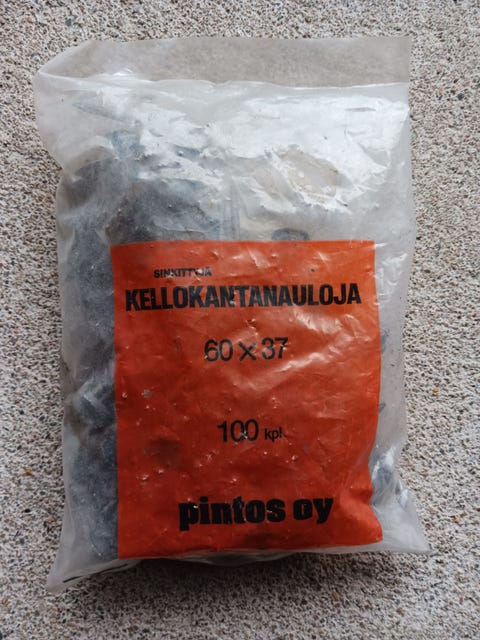 SINKITTYJÄ
KELLOKANTANAULOJA
60 x 37
100 kpl
pintos oy